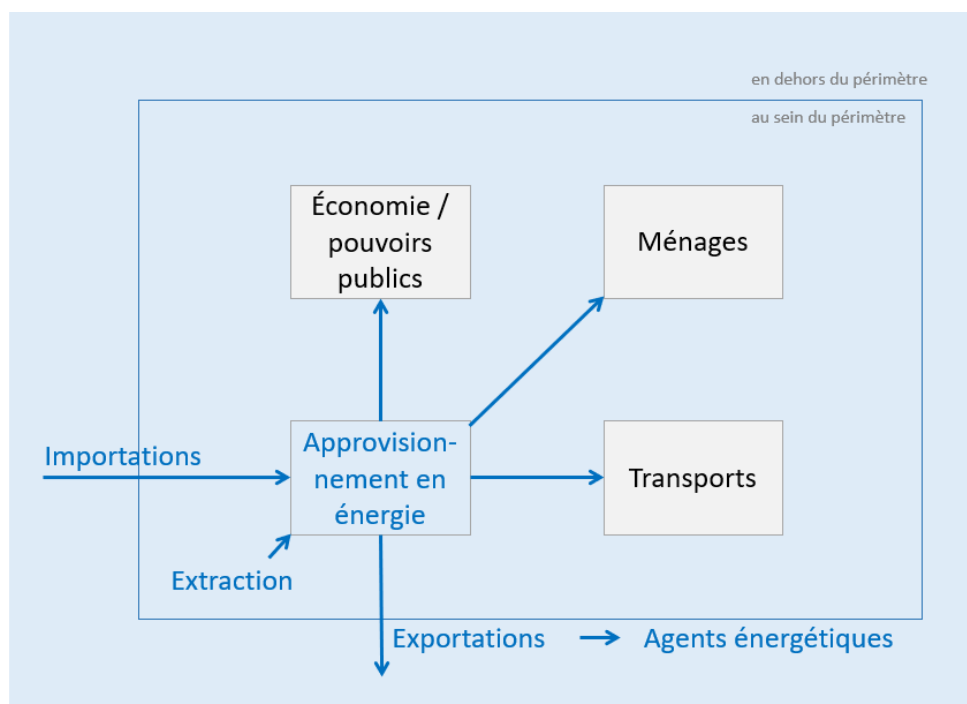 en dehors du périmètre
au sein du périmètre
Économie /
pouvoirs
publics
Ménages
Importations
Approvision-
nement en
énergie
Transports
Extraction
Exportations
Agents énergétiques